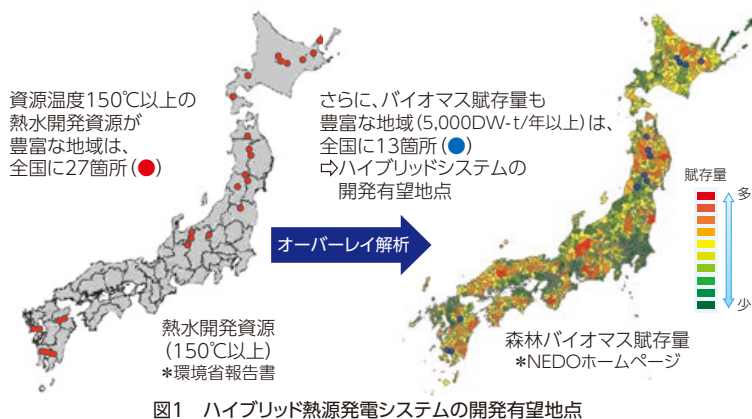 資源温度150℃以上の
熱水開発資源が
豊富な地域は、
全国に27箇所(●)
さらに、バイオマス賦存量も
豊富な地域(5,000DW-t/年以上)は、
全国に13箇所(●)
⇨ハイブリッドシステムの
開発有望地点
オーバーレイ解析
賦存量
多
少
熱水開発資源
(150℃以上)
*環境省報告書
森林バイオマス賦存量
*NEDOホームページ
図1 ハイブリッド熱源発電システムの開発有望地点